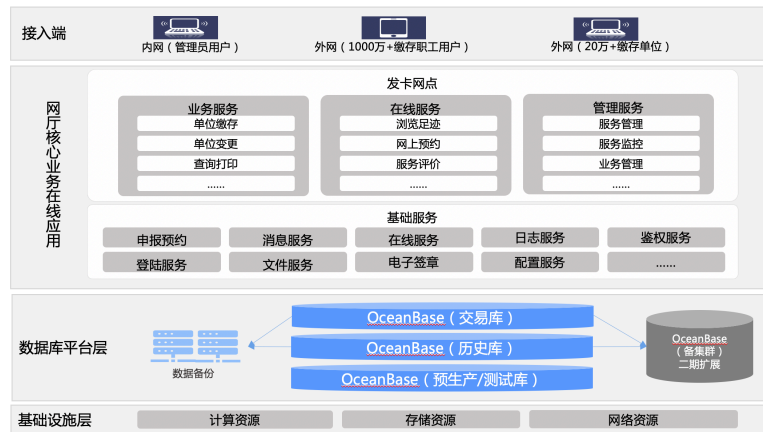 接入端
内网（管理员用户）
外网（1000万+缴存职工用户）
外网（20万+缴存单位）
网厅核心业务在线应用
发卡网点
业务服务
单位缴存
单位变更
查询打印
......
在线服务
浏览足迹
网上预约
服务评价
......
管理服务
服务管理
服务监控
业务管理
......
基础服务
申报预约
消息服务
在线服务
日志服务
鉴权服务
登陆服务
文件服务
电子签章
配置服务
......
数据库平台层
数据备份
OceanBase（交易库）
OceanBase（历史库）
OceanBase（预生产/测试库）
OceanBase
（备集群）
二期扩展
基础设施层
计算资源
存储资源
网络资源